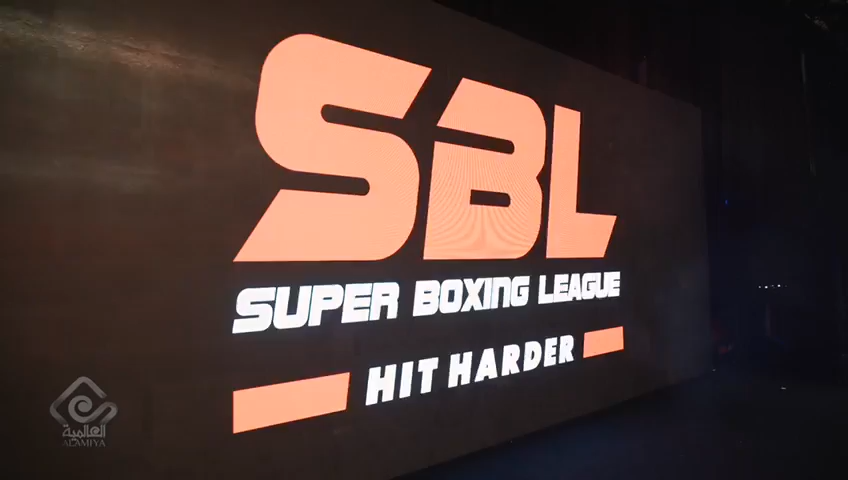 SBL
SUPER BOXING LEAGUE
HIT HARDER
العالمية
ALAMIYA